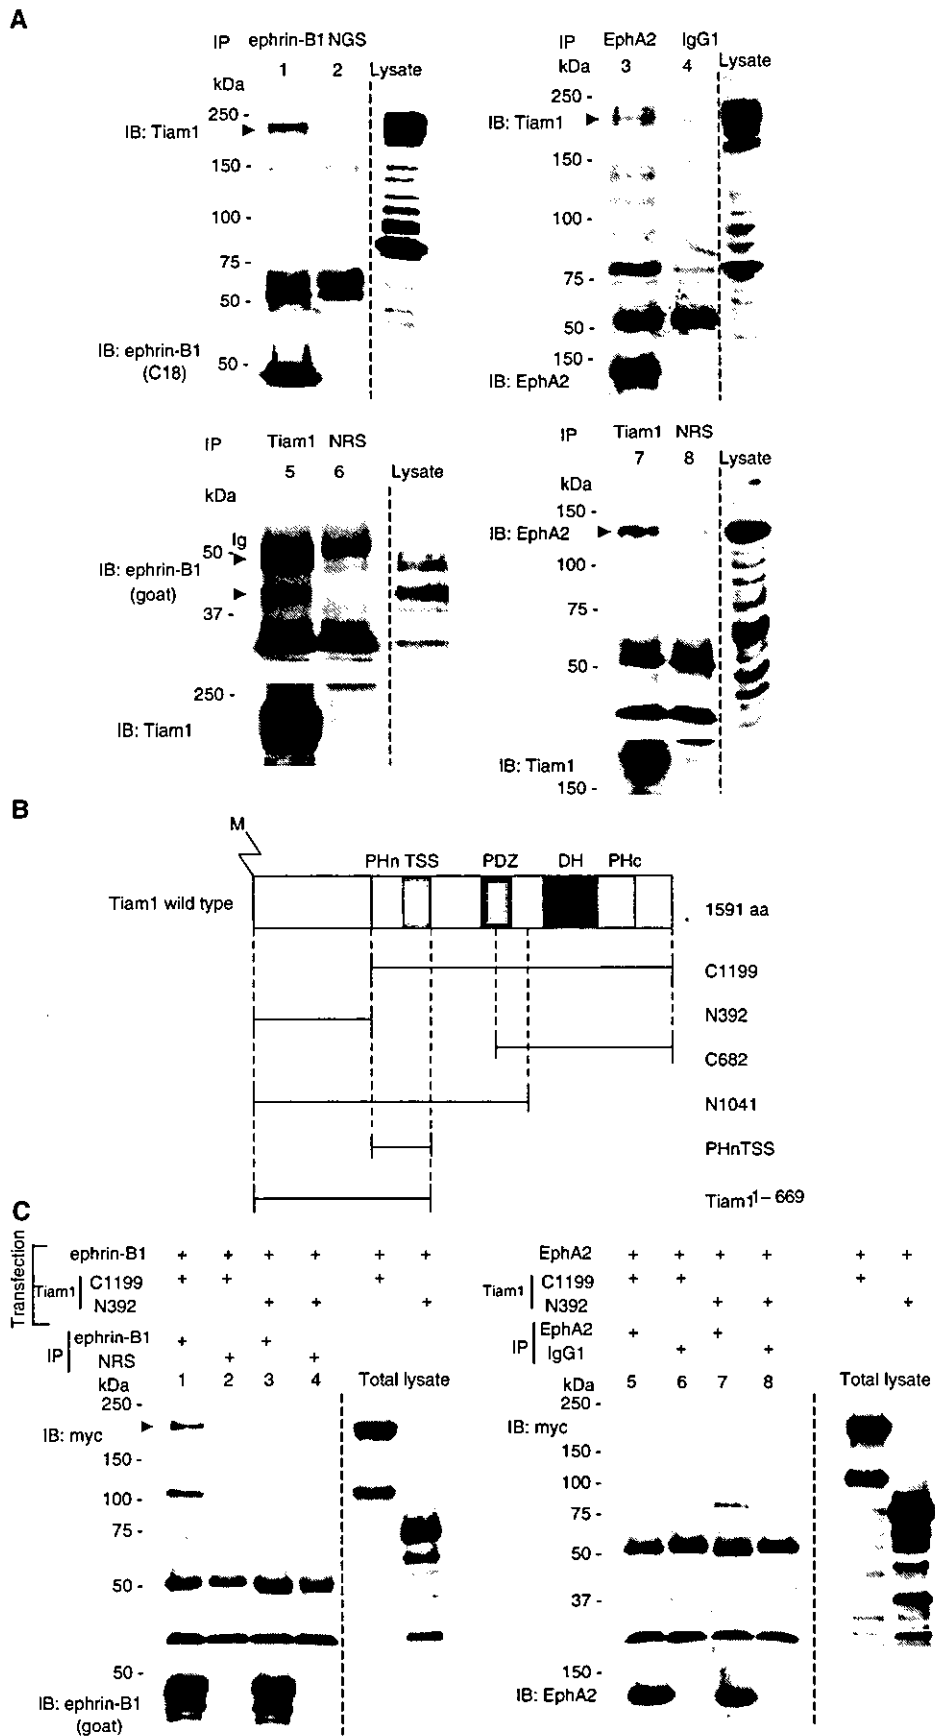 A
IP ephrin-B1 NGS
1 2 Lysate
kDa
250 -
IB: Tiam1
150 -
100 -
75 -
50 -
IB: ephrin-B1
(C18)
50 -
IP EphA2 IgG1
kDa 3 4 Lysate
250 -
IB: Tiam1
150 -
100 -
75 -
50 -
150 -
IB: EphA2
IP Tiam1 NRS
5 6 Lysate
kDa
Ig
50 -
IB: ephrin-B1
(goat)
37 -
250 -
IB: Tiam1
IP Tiam1 NRS
7 8 Lysate
kDa
150 -
IB: EphA2
100 -
75 -
50 -
IB: Tiam1
150 -
B
M
PHn TSS PDZ DH PHc
Tiam1 wild type 1591 aa
C1199
N392
C682
N1041
PHnTSS
Tiam1 1-669
C
Transfection
ephrin-B1 + + + + + +
Tiam1 C1199 + + +
N392 + + +
IP ephrin-B1 + +
NRS + +
kDa 1 2 3 4 Total lysate
250 -
IB: myc
150 -
100 -
75 -
50 -
50 -
IB: ephrin-B1
(goat)
EphA2 + + + + + +
Tiam1 C1199 + + +
N392 + + +
IP EphA2 + +
IgG1 + +
kDa 5 6 7 8 Total lysate
250 -
IB: myc
150 -
100 -
75 -
50 -
37 -
150 -
IB: EphA2